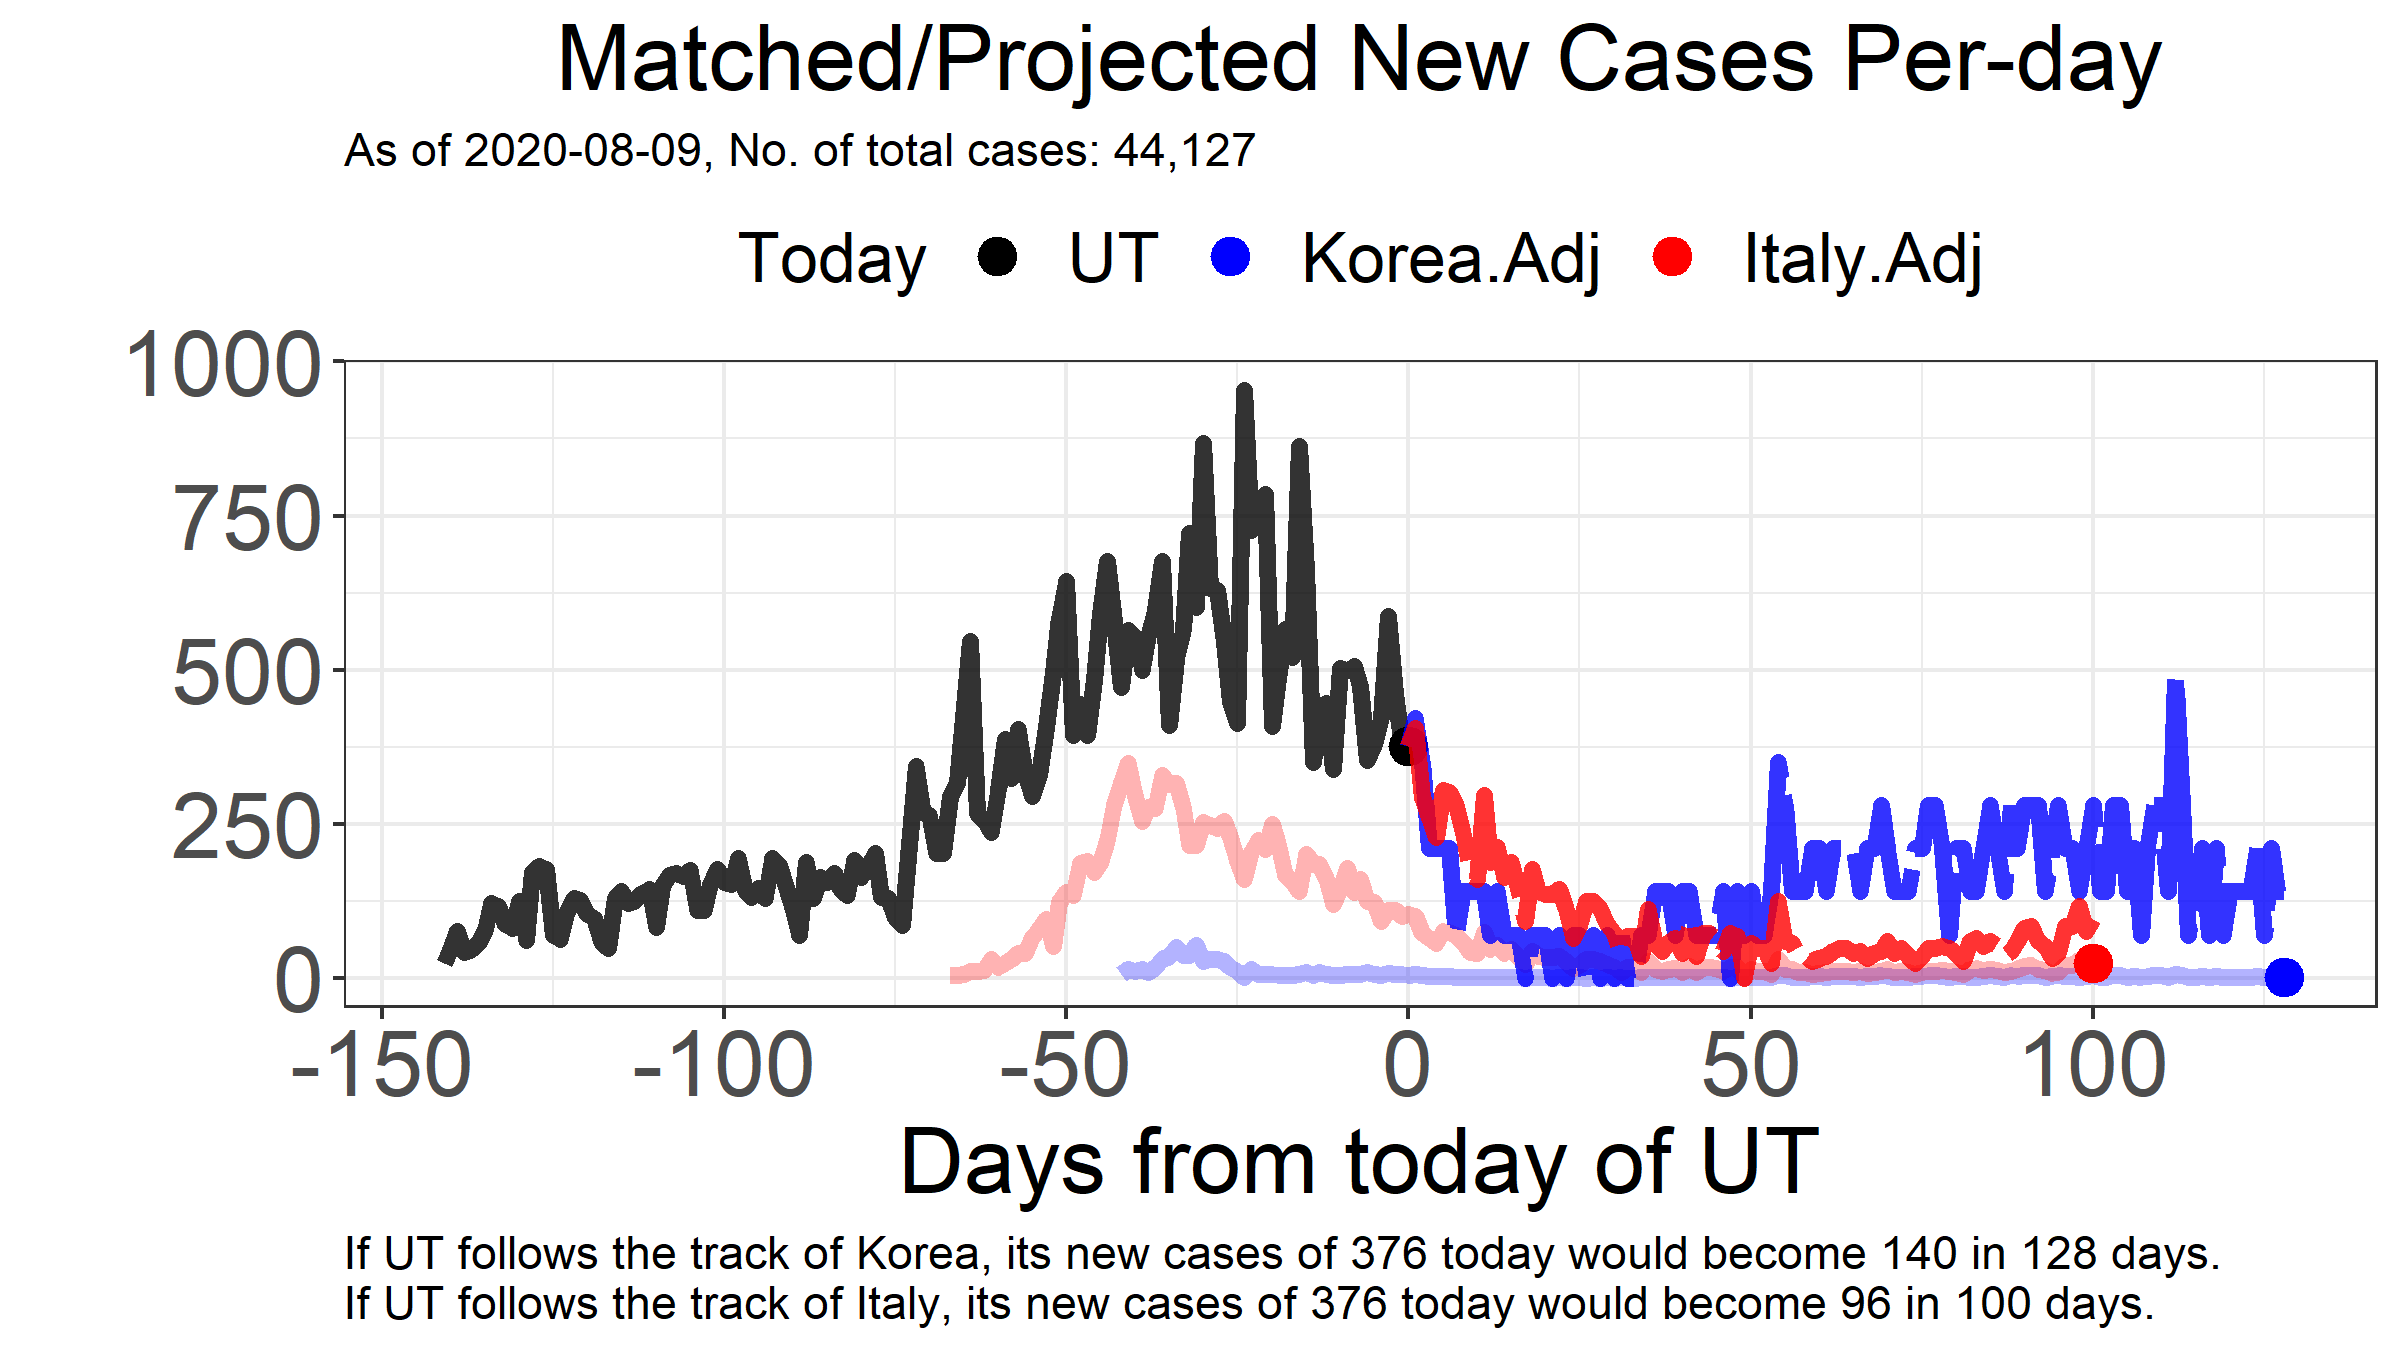 Matched/Projected New Cases Per-day
As of 2020-08-09, No. of total cases: 44,127
Today UT Korea.Adj Italy.Adj
1000
750
500
250
0
-150 -100 -50 0 50 100
Days from today of UT
If UT follows the track of Korea, its new cases of 376 today would become 140 in 128 days.
If UT follows the track of Italy, its new cases of 376 today would become 96 in 100 days.